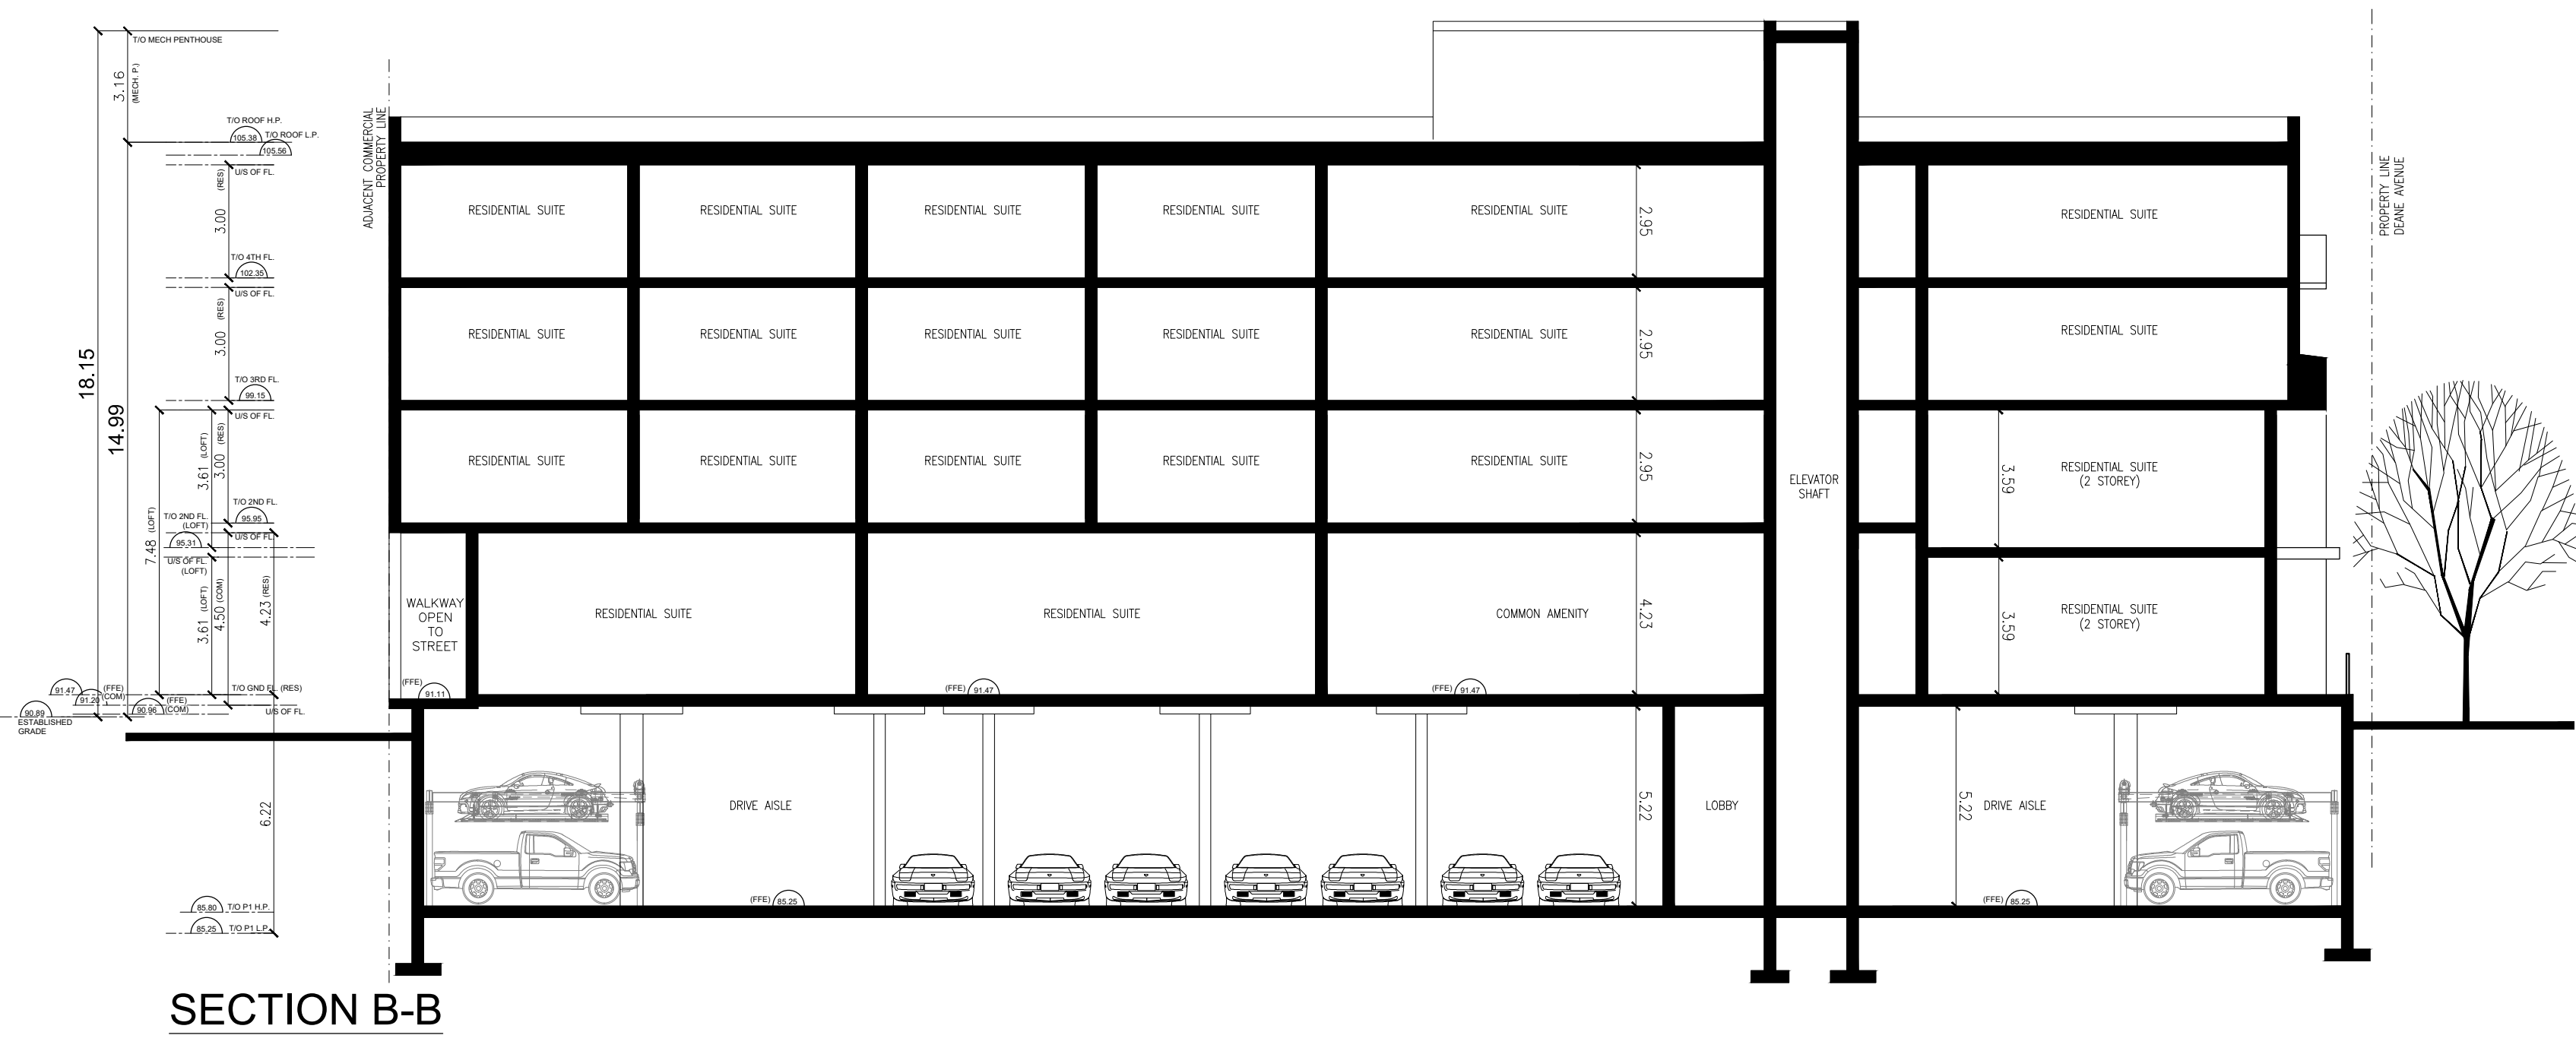 T/O MECH PENTHOUSE
3.16
(MECH. P.)
18.15
14.99
T/O ROOF H.P.
105.38
T/O ROOF L.P.
105.56
U/S OF FL.
3.00 (RES)
T/O 4TH FL.
102.35
U/S OF FL.
3.00 (RES)
T/O 3RD FL.
99.15
U/S OF FL.
3.61 (LOFT)
3.00 (RES)
7.48 (LOFT)
T/O 2ND FL.
95.95
T/O 2ND FL.
(LOFT)
95.31
U/S OF FL.
U/S OF FL.
(LOFT)
3.61 (LOFT)
4.50 (COM)
4.23 (RES)
T/O GND FL. (RES)
91.47
(FFE)
(COM)
91.20
(FFE)
(COM)
90.96
U/S OF FL.
90.89
ESTABLISHED
GRADE
6.22
85.80
T/O P1 H.P.
85.25
T/O P1 L.P.
ADJACENT COMMERCIAL
PROPERTY LINE
RESIDENTIAL SUITE
RESIDENTIAL SUITE
RESIDENTIAL SUITE
RESIDENTIAL SUITE
RESIDENTIAL SUITE
2.95
RESIDENTIAL SUITE
RESIDENTIAL SUITE
RESIDENTIAL SUITE
RESIDENTIAL SUITE
RESIDENTIAL SUITE
RESIDENTIAL SUITE
2.95
RESIDENTIAL SUITE
RESIDENTIAL SUITE
RESIDENTIAL SUITE
RESIDENTIAL SUITE
RESIDENTIAL SUITE
RESIDENTIAL SUITE
2.95
ELEVATOR
SHAFT
3.59
RESIDENTIAL SUITE
(2 STOREY)
WALKWAY
OPEN
TO
STREET
(FFE)
91.11
RESIDENTIAL SUITE
RESIDENTIAL SUITE
(FFE) 91.47
COMMON AMENITY
(FFE) 91.47
4.23
3.59
RESIDENTIAL SUITE
(2 STOREY)
DRIVE AISLE
(FFE) 85.25
5.22
LOBBY
5.22
DRIVE AISLE
(FFE) 85.25
PROPERTY LINE
DEANE AVENUE
SECTION B-B